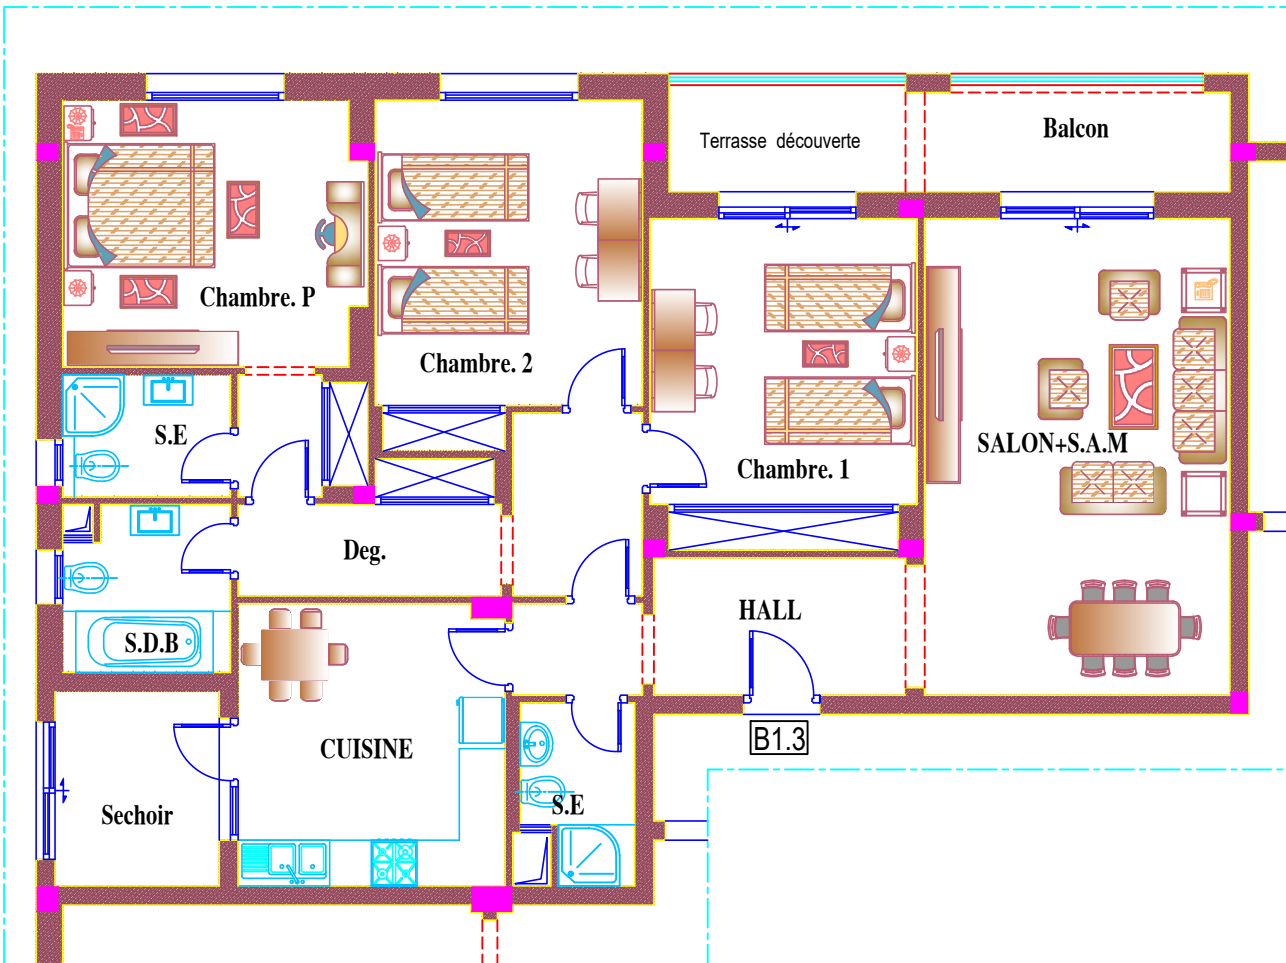 Balcon
Terrasse découverte
Chambre. P
Chambre. 2
S.E
SALON+S.A.M
Chambre. 1
Deg.
HALL
S.D.B
B1.3
CUISINE
S.E
Sechoir